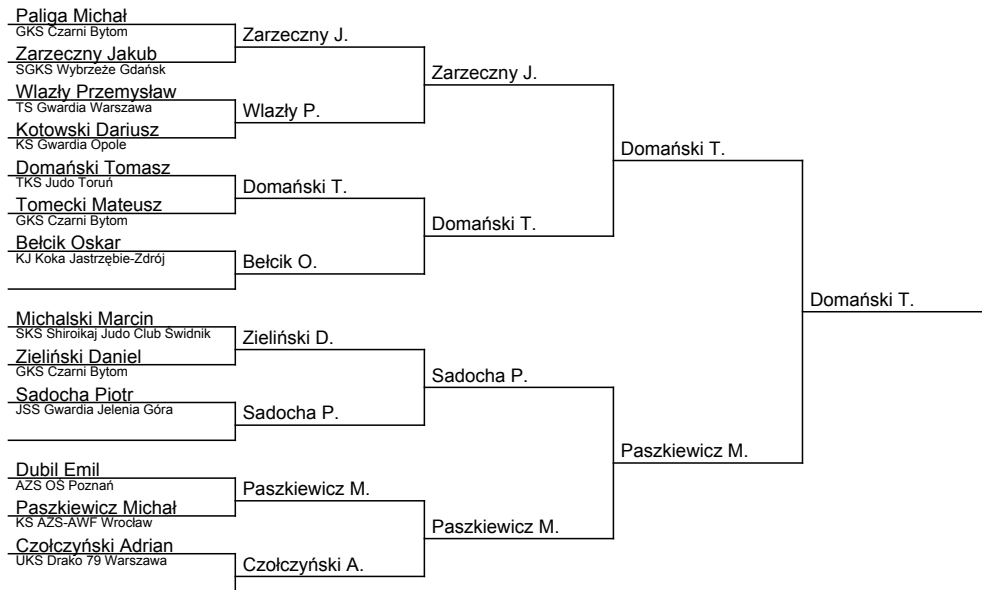 Paliga Michał
GKS Czarni Bytom
Zarzeczny Jakub
SGKS Wybrzeże Gdańsk
Wlazły Przemysław
TS Gwardia Warszawa
Kotowski Dariusz
KS Gwardia Opole
Domański Tomasz
TKS Judo Toruń
Tomecki Mateusz
GKS Czarni Bytom
Bełcik Oskar
KJ Koka Jastrzębie-Zdrój
Michalski Marcin
SKS Shiroikaj Judo Club Świdnik
Zieliński Daniel
GKS Czarni Bytom
Sadocha Piotr
JSS Gwardia Jelenia Góra
Dubil Emil
AZS OŚ Poznań
Paszkiewicz Michał
KS AZS-AWF Wrocław
Czołczyński Adrian
UKS Drako 79 Warszawa
Zarzeczny J.
Wlazły P.
Domański T.
Bełcik O.
Zieliński D.
Sadocha P.
Paszkiewicz M.
Czołczyński A.
Zarzeczny J.
Domański T.
Sadocha P.
Paszkiewicz M.
Domański T.
Paszkiewicz M.
Domański T.